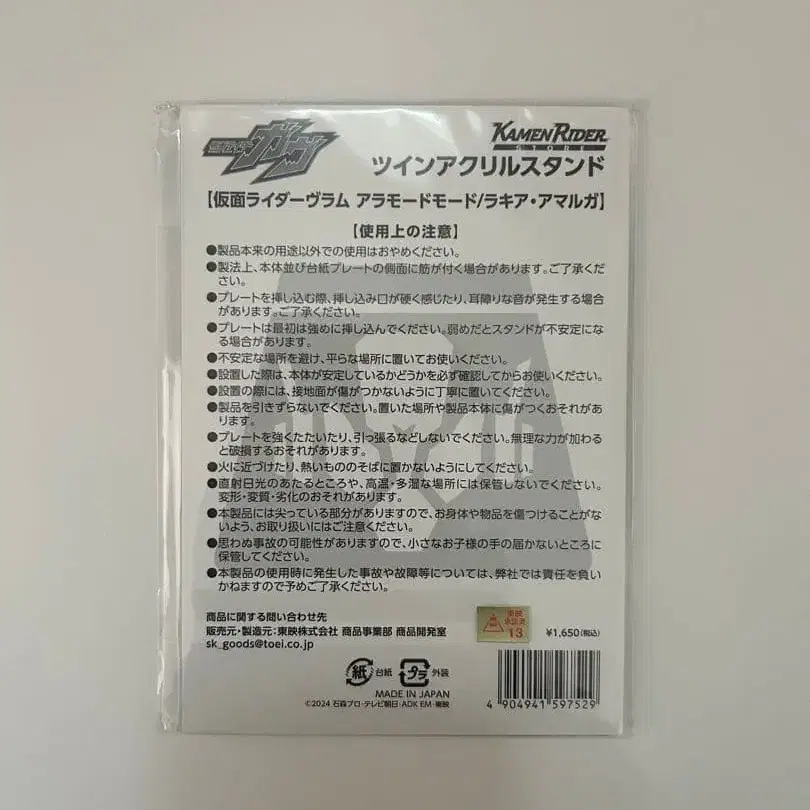 仮面ライダーガヴ
KAMEN RIDER
STORE
ツインアクリルスタンド
【仮面ライダーヴラム アラモードモード/ラキア・アマルガ】
【使用上の注意】
●製品本来の用途以外での使用はおやめください。
●製法上、本体並び台紙プレートの側面に筋が付く場合があります。ご了承くだ
さい。
●プレートを挿し込む際、挿し込み口が硬く感じたり、耳障りな音が発生する場合
があります。ご了承ください。
●プレートは最初は強めに挿し込んでください。弱めだとスタンドが不安定にな
る場合があります。
●不安定な場所を避け、平らな場所に置いてお使いください。
●設置した際は、本体が安定しているかどうかを必ず確認してからお使いください。
●設置の際には、接地面が傷がつかないように丁寧に置いてください。
●製品を引きずらないでください。置いた場所や製品本体に傷がつくおそれがあ
ります。
●プレートを強くたたいたり、引っ張るなどしないでください。無理な力が加わる
と破損するおそれがあります。
●火に近づけたり、熱いもののそばに置かないようにしてください。
●直射日光のあたるところや、高温・多湿な場所には保管しないでください。
変形・変質・劣化のおそれがあります。
●本製品には尖っている部分がありますので、お身体や物品を傷つけることがな
いよう、お取り扱いにはご注意ください。
●思わぬ事故の可能性がありますので、小さなお子様の手の届かないところに
保管してください。
●本製品の使用時に発生した事故や故障等については、弊社では責任を負い
かねますので予めご了承ください。
商品に関する問い合わせ先
販売元・製造元：東映株式会社 商品事業部 商品開発室
sk_goods@toei.co.jp
東映
承認済
13
¥1,650(税込)
紙 台紙 プラ 外装
MADE IN JAPAN
©2024 石森プロ・テレビ朝日・ADK EM・東映
4 904941 597529